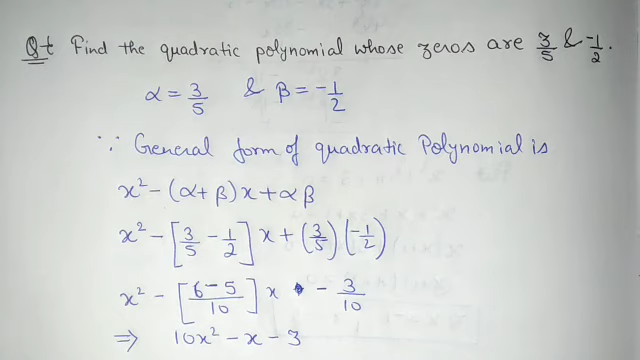 Qt Find the quadratic polynomial whose zeros are 3/5 & -1/2.
α = 3/5 & β = -1/2
∵ General form of quadratic Polynomial is
x² - (α+β)x + αβ
x² - [3/5 - 1/2] x + (3/5) (-1/2)
x² - [6-5/10] x - 3/10
⇒ 10x² - x - 3